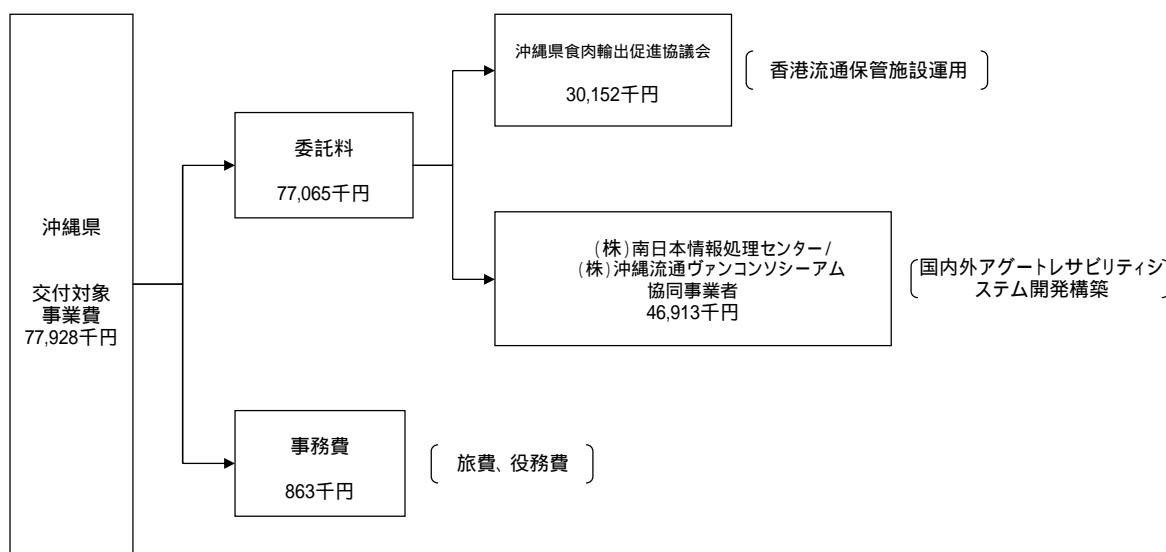 沖縄県
交付対象
事業費
77,928千円
委託料
77,065千円
沖縄県食肉輸出促進協議会
30,152千円
香港流通保管施設運用
(株)南日本情報処理センター/
(株)沖縄流通ヴァンコンソシーアム
協同事業者
46,913千円
国内外アグートレサビリティシ
ステム開発構築
事務費
863千円
旅費、役務費